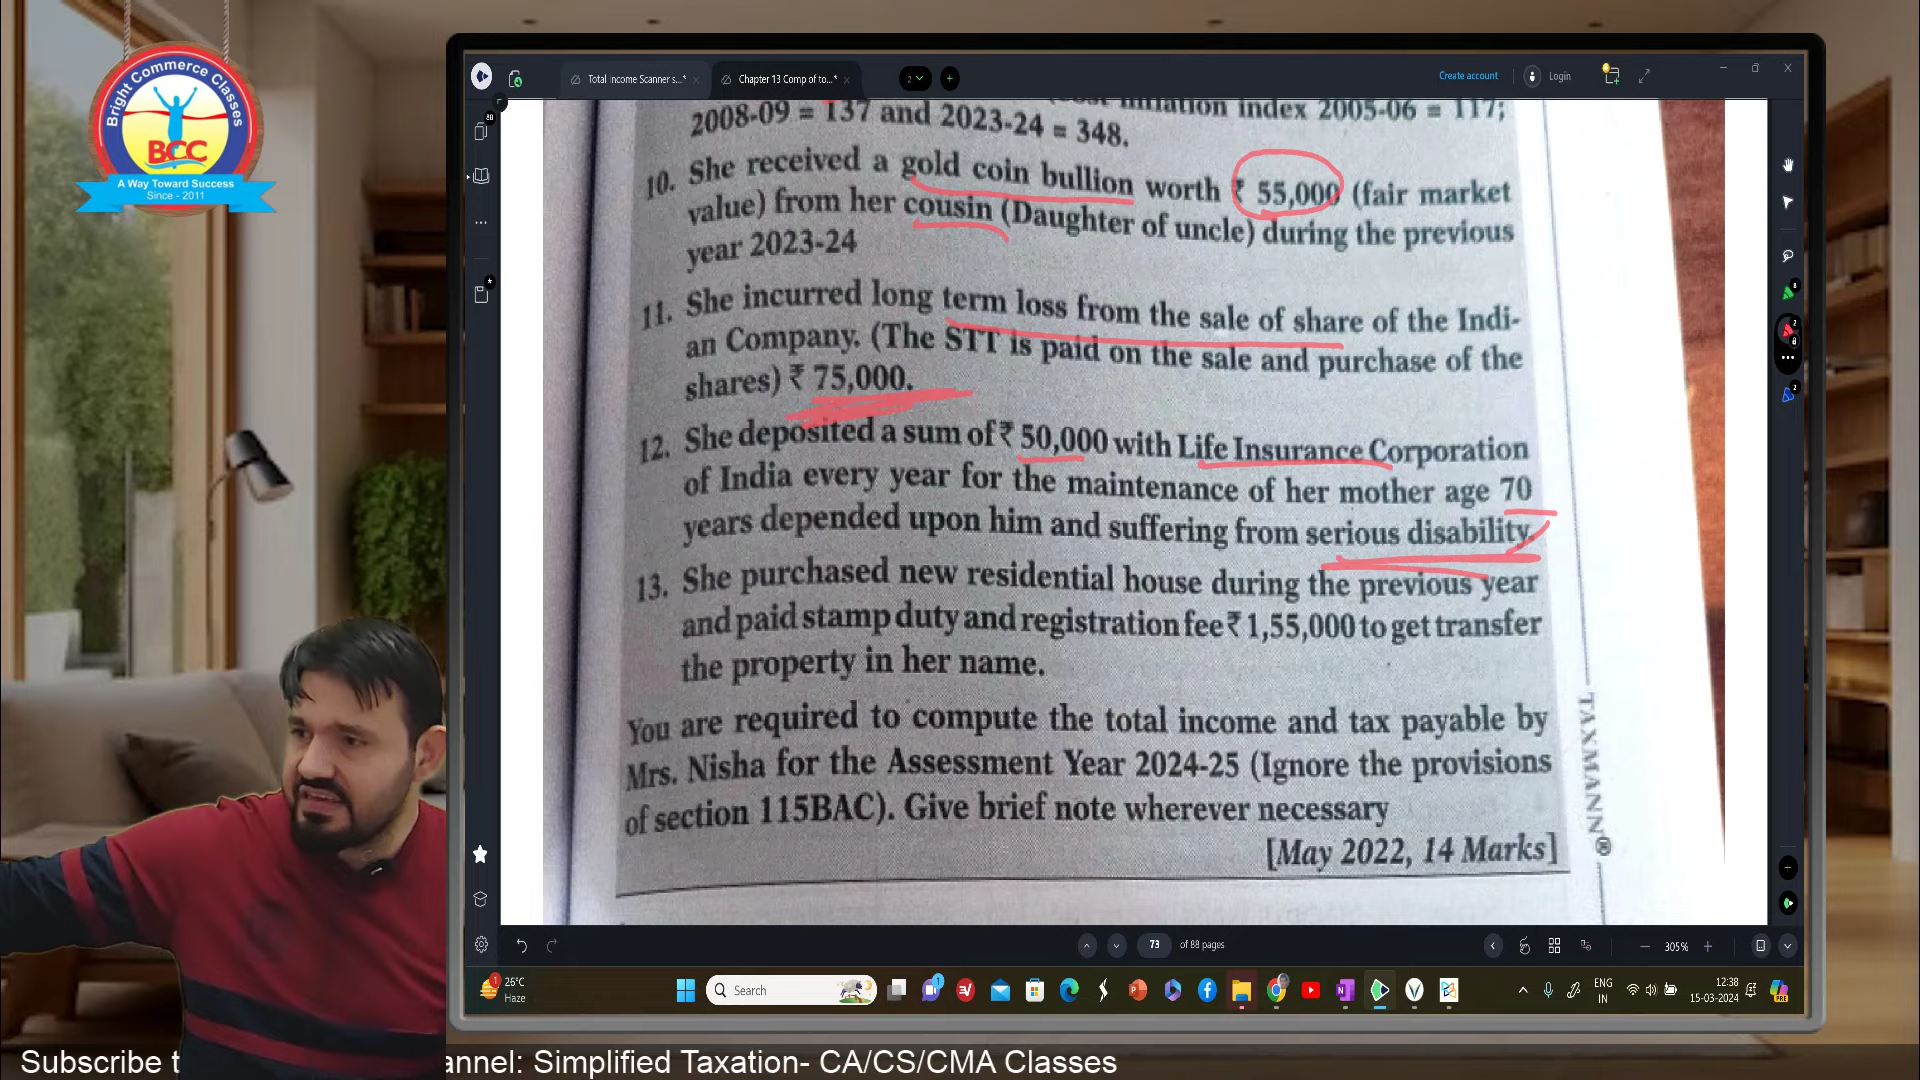 Bright Commerce Classes
BCC
A Way Toward Success
Since - 2011
Total Income Scanner s...*
Chapter 13 Comp of to...*
2
Create account
Login
88
2008-09 = 137 and 2023-24 = 348.
inflation index 2005-06 = 117;
10. She received a gold coin bullion worth ₹ 55,000 (fair market
value) from her cousin (Daughter of uncle) during the previous
year 2023-24
11. She incurred long term loss from the sale of share of the Indi-
an Company. (The STT is paid on the sale and purchase of the
shares) ₹ 75,000.
12. She deposited a sum of ₹ 50,000 with Life Insurance Corporation
of India every year for the maintenance of her mother age 70
years depended upon him and suffering from serious disability.
13. She purchased new residential house during the previous year
and paid stamp duty and registration fee ₹ 1,55,000 to get transfer
the property in her name.
You are required to compute the total income and tax payable by
Mrs. Nisha for the Assessment Year 2024-25 (Ignore the provisions
of section 115BAC). Give brief note wherever necessary
[May 2022, 14 Marks]
TAXMANN®
73 of 88 pages
305%
26°C
Haze
Search
ENG
IN
12:38
15-03-2024
Subscribe t
annel: Simplified Taxation- CA/CS/CMA Classes